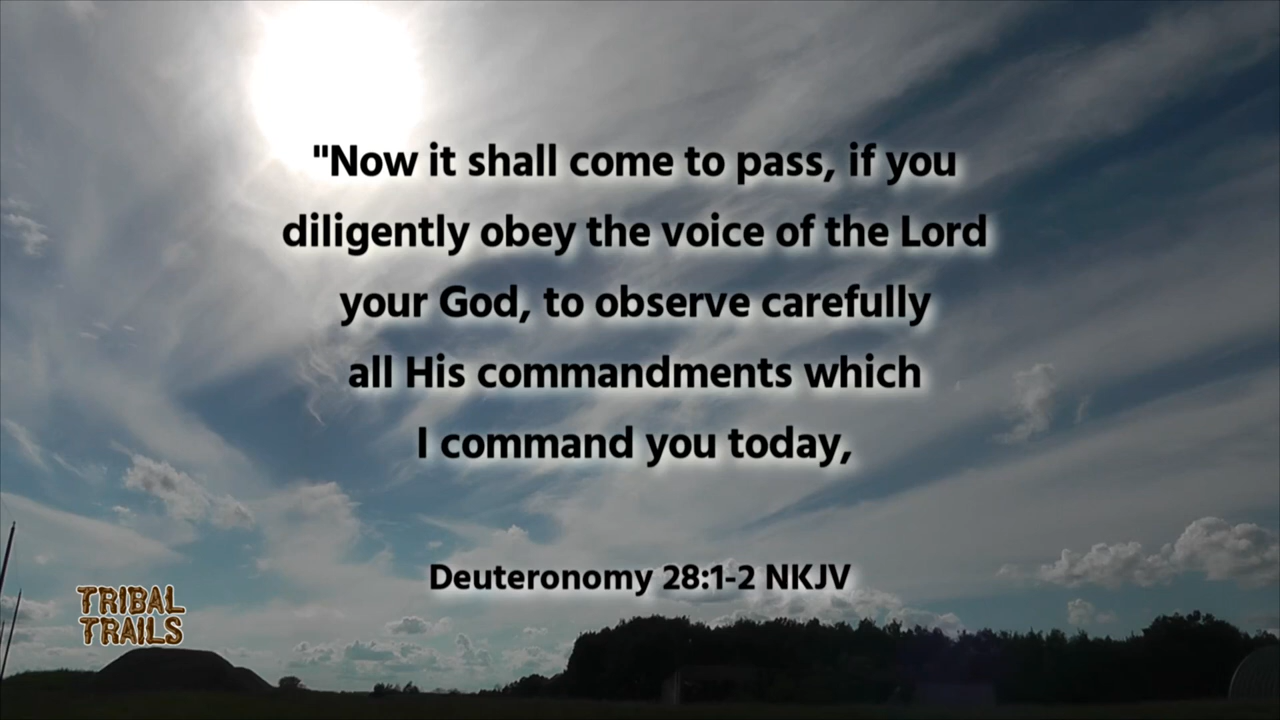 "Now it shall come to pass, if you
diligently obey the voice of the Lord
your God, to observe carefully
all His commandments which
I command you today,
Deuteronomy 28:1-2 NKJV
TRIBAL
TRAILS